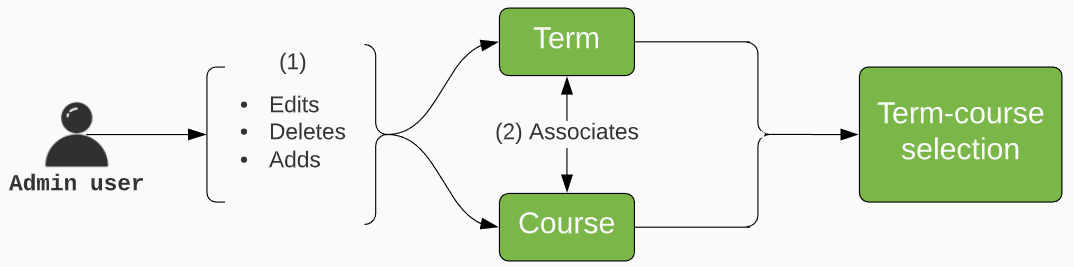 Admin user
(1)
• Edits
• Deletes
• Adds
Term
(2) Associates
Course
Term-course
selection